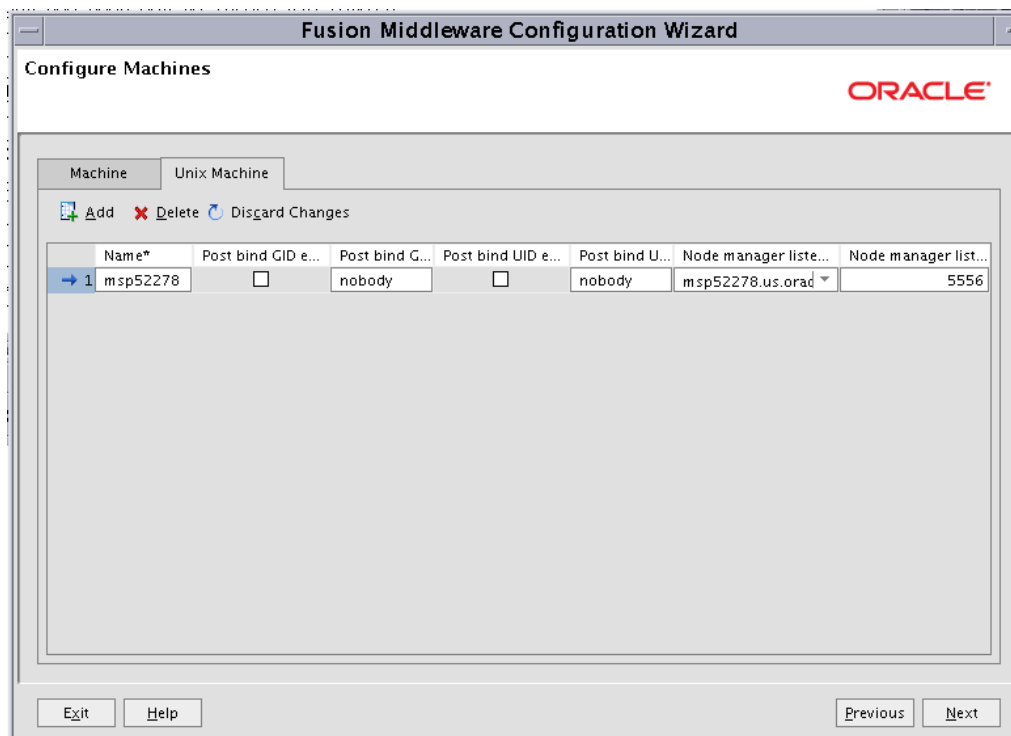 Fusion Middleware Configuration Wizard
Configure Machines
ORACLE
Machine Unix Machine
Add Delete Discard Changes
Name* Post bind GID e... Post bind G... Post bind UID e... Post bind U... Node manager liste... Node manager list...
1 msp52278 nobody nobody msp52278.us.orac 5556
Exit Help Previous Next